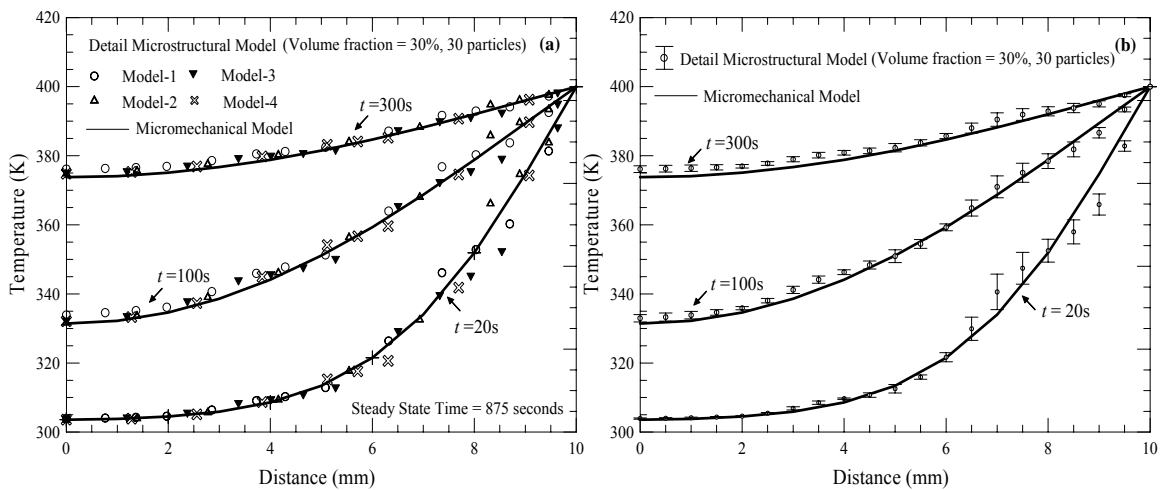 420
400
380
360
340
320
300
Temperature (K)
Detail Microstructural Model (Volume fraction = 30%, 30 particles) (a)
Model-1 Model-3
Model-2 Model-4
Micromechanical Model
t =300s
t =100s
t =20s
Steady State Time = 875 seconds
0 2 4 6 8 10
Distance (mm)
420
400
380
360
340
320
300
Temperature (K)
(b)
Detail Microstructural Model (Volume fraction = 30%, 30 particles)
Micromechanical Model
t =300s
t =100s
t = 20s
0 2 4 6 8 10
Distance (mm)